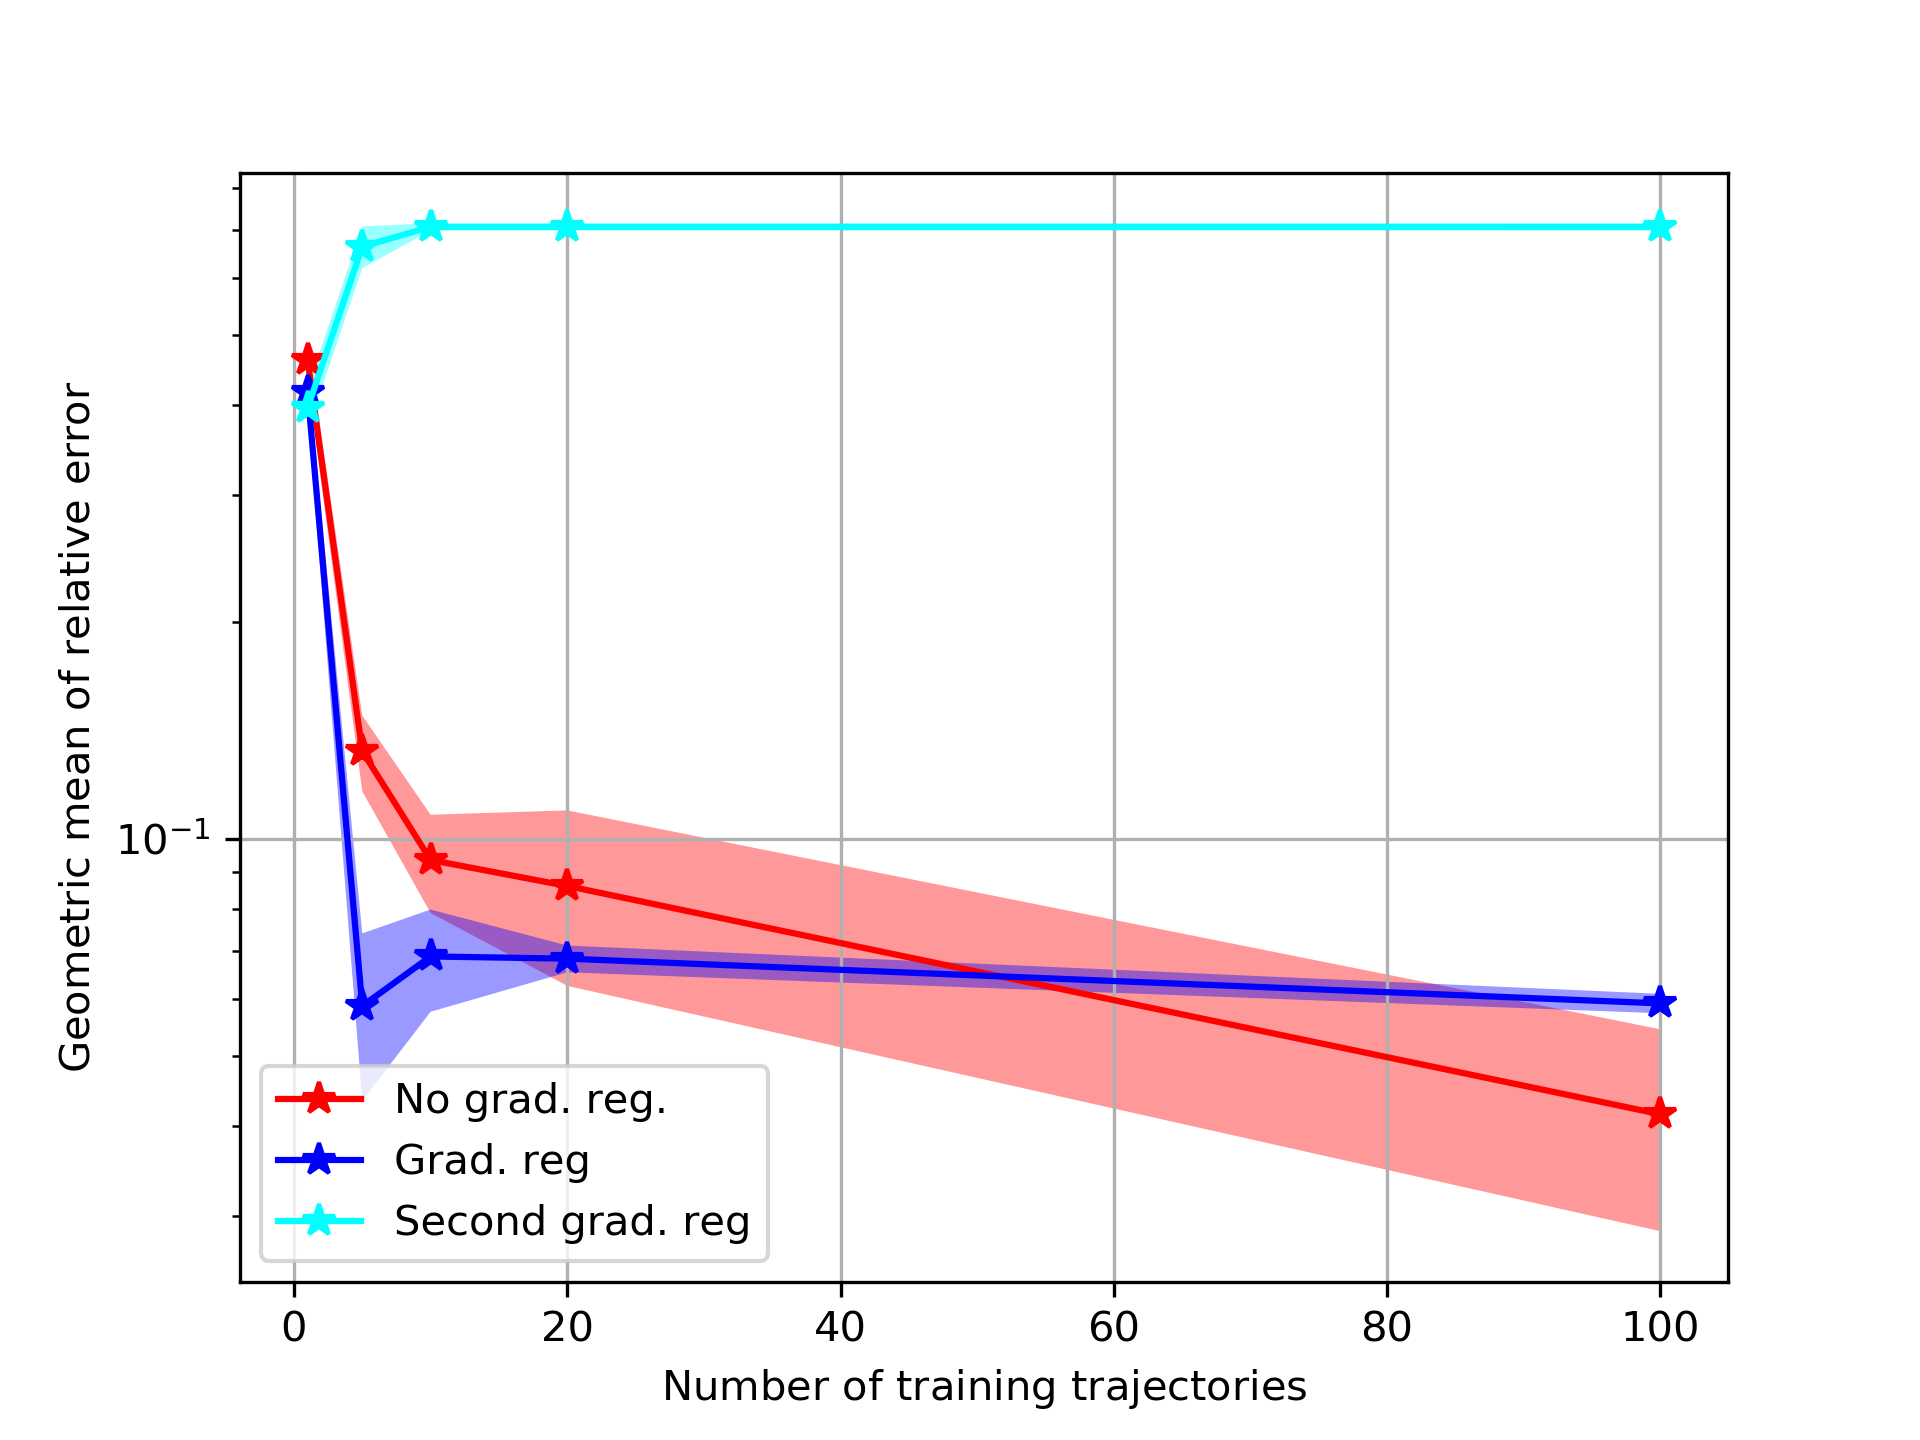 Geometric mean of relative error
10⁻¹
No grad. reg.
Grad. reg
Second grad. reg
0 20 40 60 80 100
Number of training trajectories